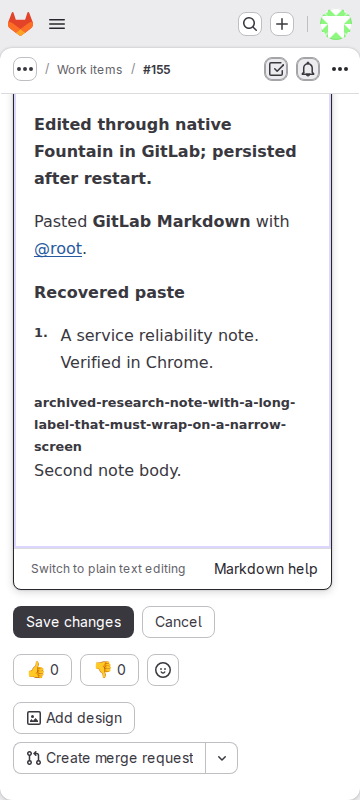 / Work items / #155
Edited through native
Fountain in GitLab; persisted
after restart.
Pasted GitLab Markdown with
@root.
Recovered paste
1. A service reliability note.
Verified in Chrome.
archived-research-note-with-a-long-
label-that-must-wrap-on-a-narrow-
screen
Second note body.
Switch to plain text editing Markdown help
Save changes Cancel
👍 0 👎 0
Add design
Create merge request